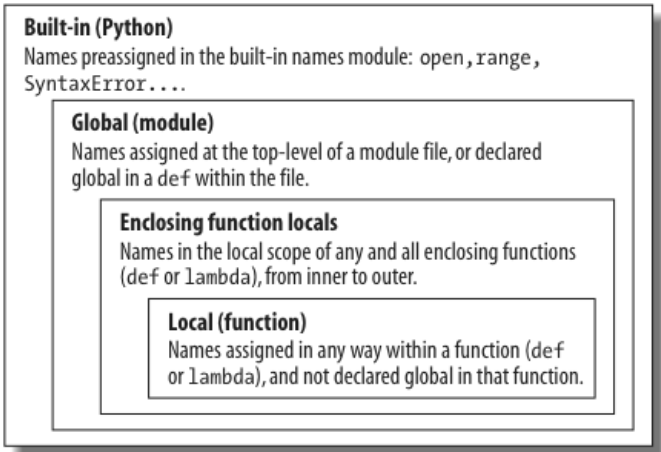 Built-in (Python)
Names preassigned in the built-in names module: open,range,
SyntaxError....
Global (module)
Names assigned at the top-level of a module file, or declared
global in a def within the file.
Enclosing function locals
Names in the local scope of any and all enclosing functions
(def or lambda), from inner to outer.
Local (function)
Names assigned in any way within a function (def
or lambda), and not declared global in that function.